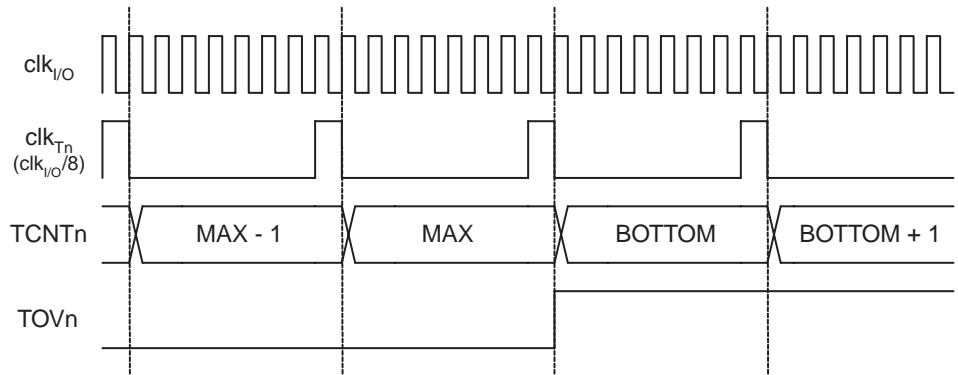 clkI/O
clkTn
(clkI/O/8)
TCNTn MAX - 1 MAX BOTTOM BOTTOM + 1
TOVn